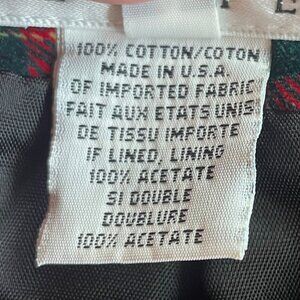 100% COTTON/COTON
MADE IN U.S.A.
OF IMPORTED FABRIC
FAIT AUX ETATS UNIS
DE TISSU IMPORTE
IF LINED, LINING
100% ACETATE
SI DOUBLE
DOUBLURE
100% ACETATE